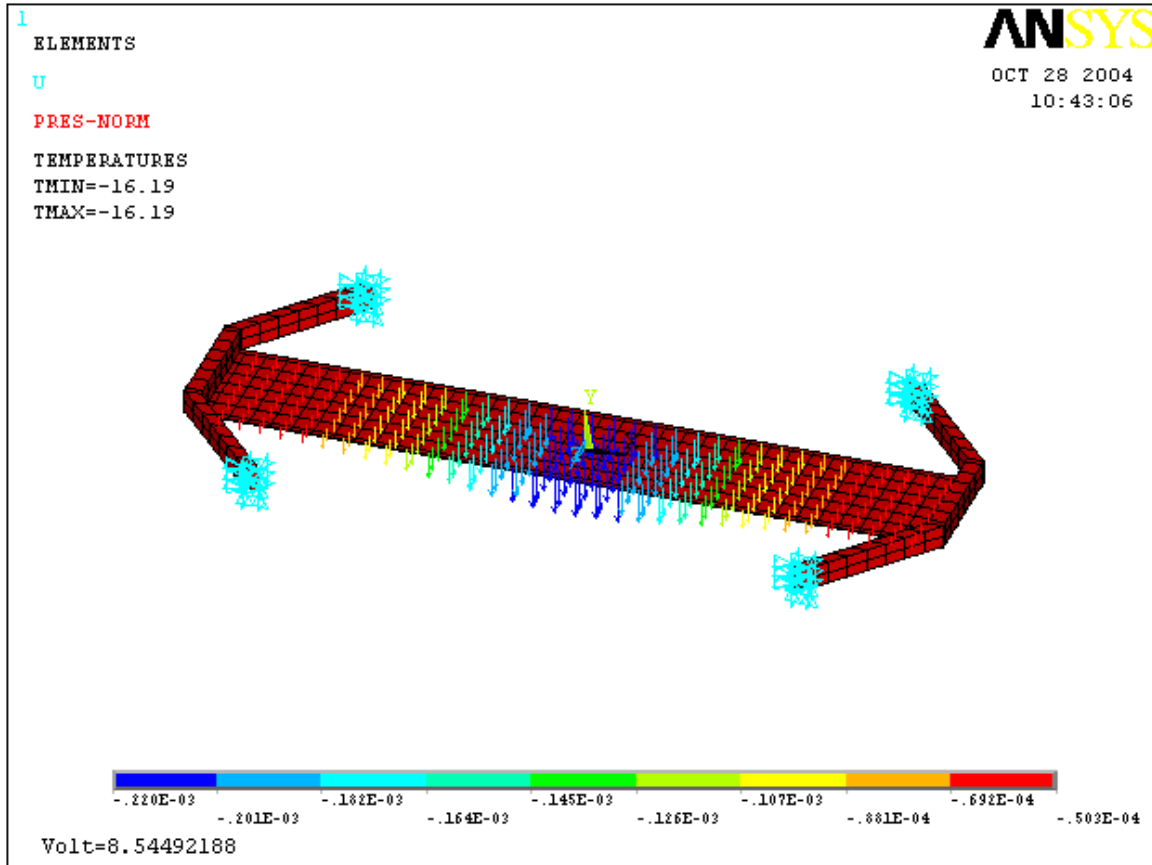 1
ELEMENTS
U
PRES-NORM
TEMPERATURES
TMIN=-16.19
TMAX=-16.19
ANSYS
OCT 28 2004
10:43:06
Y
-.220E-03
-.201E-03
-.182E-03
-.164E-03
-.145E-03
-.126E-03
-.107E-03
-.881E-04
-.692E-04
-.503E-04
Volt=8.54492188